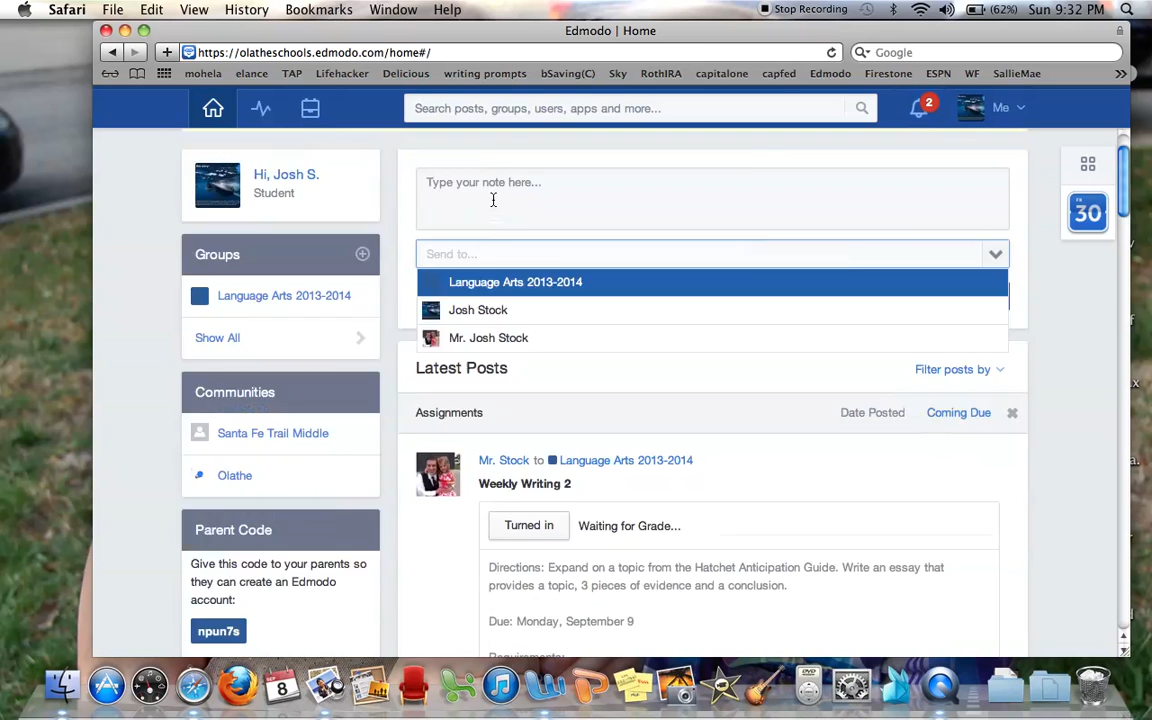 Safari File Edit View History Bookmarks Window Help Stop Recording (62%) Sun 9:32 PM
Edmodo | Home
https://olatheschools.edmodo.com/home#/ Google
mohela elance TAP Lifehacker Delicious writing prompts bSaving(C) Sky RothIRA capitalone capfed Edmodo Firestone ESPN WF SallieMae
Search posts, groups, users, apps and more... 2 Me
Hi, Josh S.
Student
Type your note here...
30
Groups
Send to...
Language Arts 2013-2014
Language Arts 2013-2014
Josh Stock
Show All
Mr. Josh Stock
Latest Posts Filter posts by
Communities
Assignments Date Posted Coming Due
Santa Fe Trail Middle
Olathe
Mr. Stock to Language Arts 2013-2014
Weekly Writing 2
Parent Code
Turned in Waiting for Grade...
Give this code to your parents so
they can create an Edmodo
account:
npun7s
Directions: Expand on a topic from the Hatchet Anticipation Guide. Write an essay that
provides a topic, 3 pieces of evidence and a conclusion.
Due: Monday, September 9
Requirements:
SEP
8